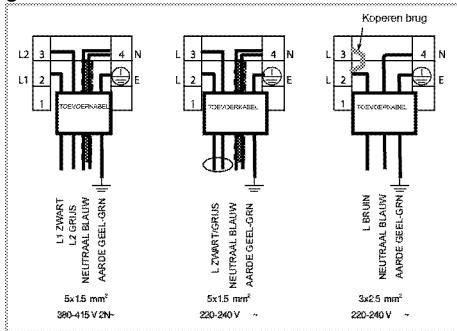 Koperen brug
L2 3 4 N
L1 2 E
1
TOEVOERKABEL
L1 ZWART
L2 GRIJS
NEUTRAAL BLAUW
AARDE GEEL-GRN
5x1.5 mm²
380-415 V 2N~
L 3 4 N
L 2 E
1
TOEVOERKABEL
L ZWART/GRIJS
NEUTRAAL BLAUW
AARDE GEEL-GRN
5x1.5 mm²
220-240 V ~
L 3 4 N
L 2 E
1
TOEVOERKABEL
L BRUIN
NEUTRAAL BLAUW
AARDE GEEL-GRN
3x2.5 mm²
220-240 V ~